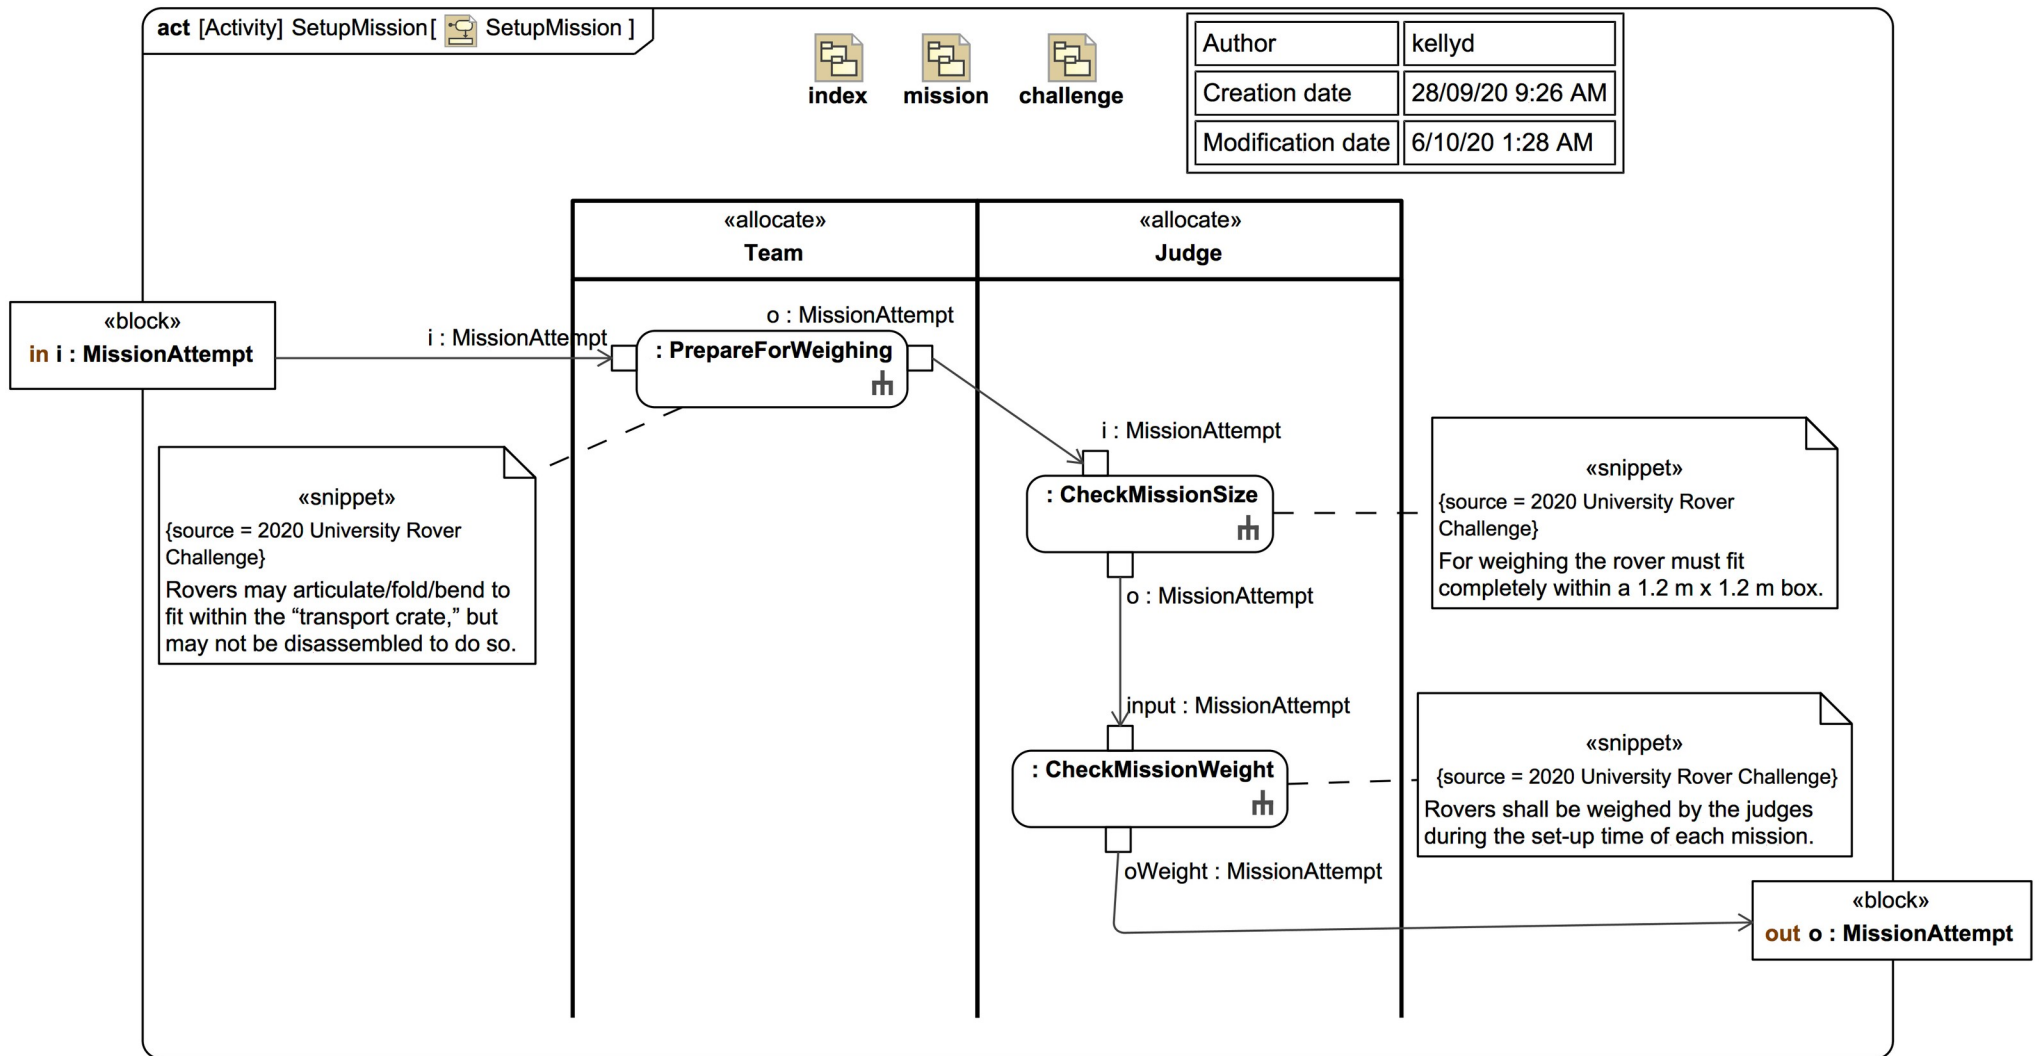 act [Activity] SetupMission[ SetupMission ]
index
mission
challenge
Author kellyd
Creation date 28/09/20 9:26 AM
Modification date 6/10/20 1:28 AM
«allocate»
Team
«allocate»
Judge
«block»
in i : MissionAttempt
i : MissionAttempt
o : MissionAttempt
: PrepareForWeighing
«snippet»
{source = 2020 University Rover
Challenge}
Rovers may articulate/fold/bend to
fit within the “transport crate,” but
may not be disassembled to do so.
i : MissionAttempt
: CheckMissionSize
o : MissionAttempt
«snippet»
{source = 2020 University Rover
Challenge}
For weighing the rover must fit
completely within a 1.2 m x 1.2 m box.
input : MissionAttempt
: CheckMissionWeight
oWeight : MissionAttempt
«snippet»
{source = 2020 University Rover Challenge}
Rovers shall be weighed by the judges
during the set-up time of each mission.
«block»
out o : MissionAttempt